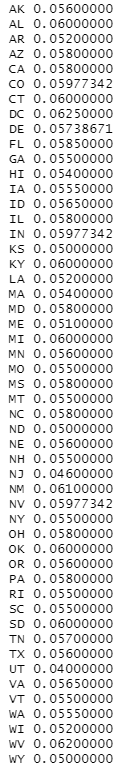 AK 0.05600000
AL 0.06000000
AR 0.05200000
AZ 0.05800000
CA 0.05800000
CO 0.05977342
CT 0.06000000
DC 0.06250000
DE 0.05738671
FL 0.05850000
GA 0.05500000
HI 0.05400000
IA 0.05550000
ID 0.05650000
IL 0.05800000
IN 0.05977342
KS 0.05000000
KY 0.06000000
LA 0.05200000
MA 0.05400000
MD 0.05800000
ME 0.05100000
MI 0.06000000
MN 0.05600000
MO 0.05500000
MS 0.05800000
MT 0.05500000
NC 0.05800000
ND 0.05000000
NE 0.05600000
NH 0.05500000
NJ 0.04600000
NM 0.06100000
NV 0.05977342
NY 0.05500000
OH 0.05800000
OK 0.06000000
OR 0.05600000
PA 0.05800000
RI 0.05500000
SC 0.05500000
SD 0.06000000
TN 0.05700000
TX 0.05600000
UT 0.04000000
VA 0.05650000
VT 0.05500000
WA 0.05550000
WI 0.05200000
WV 0.06200000
WY 0.05000000